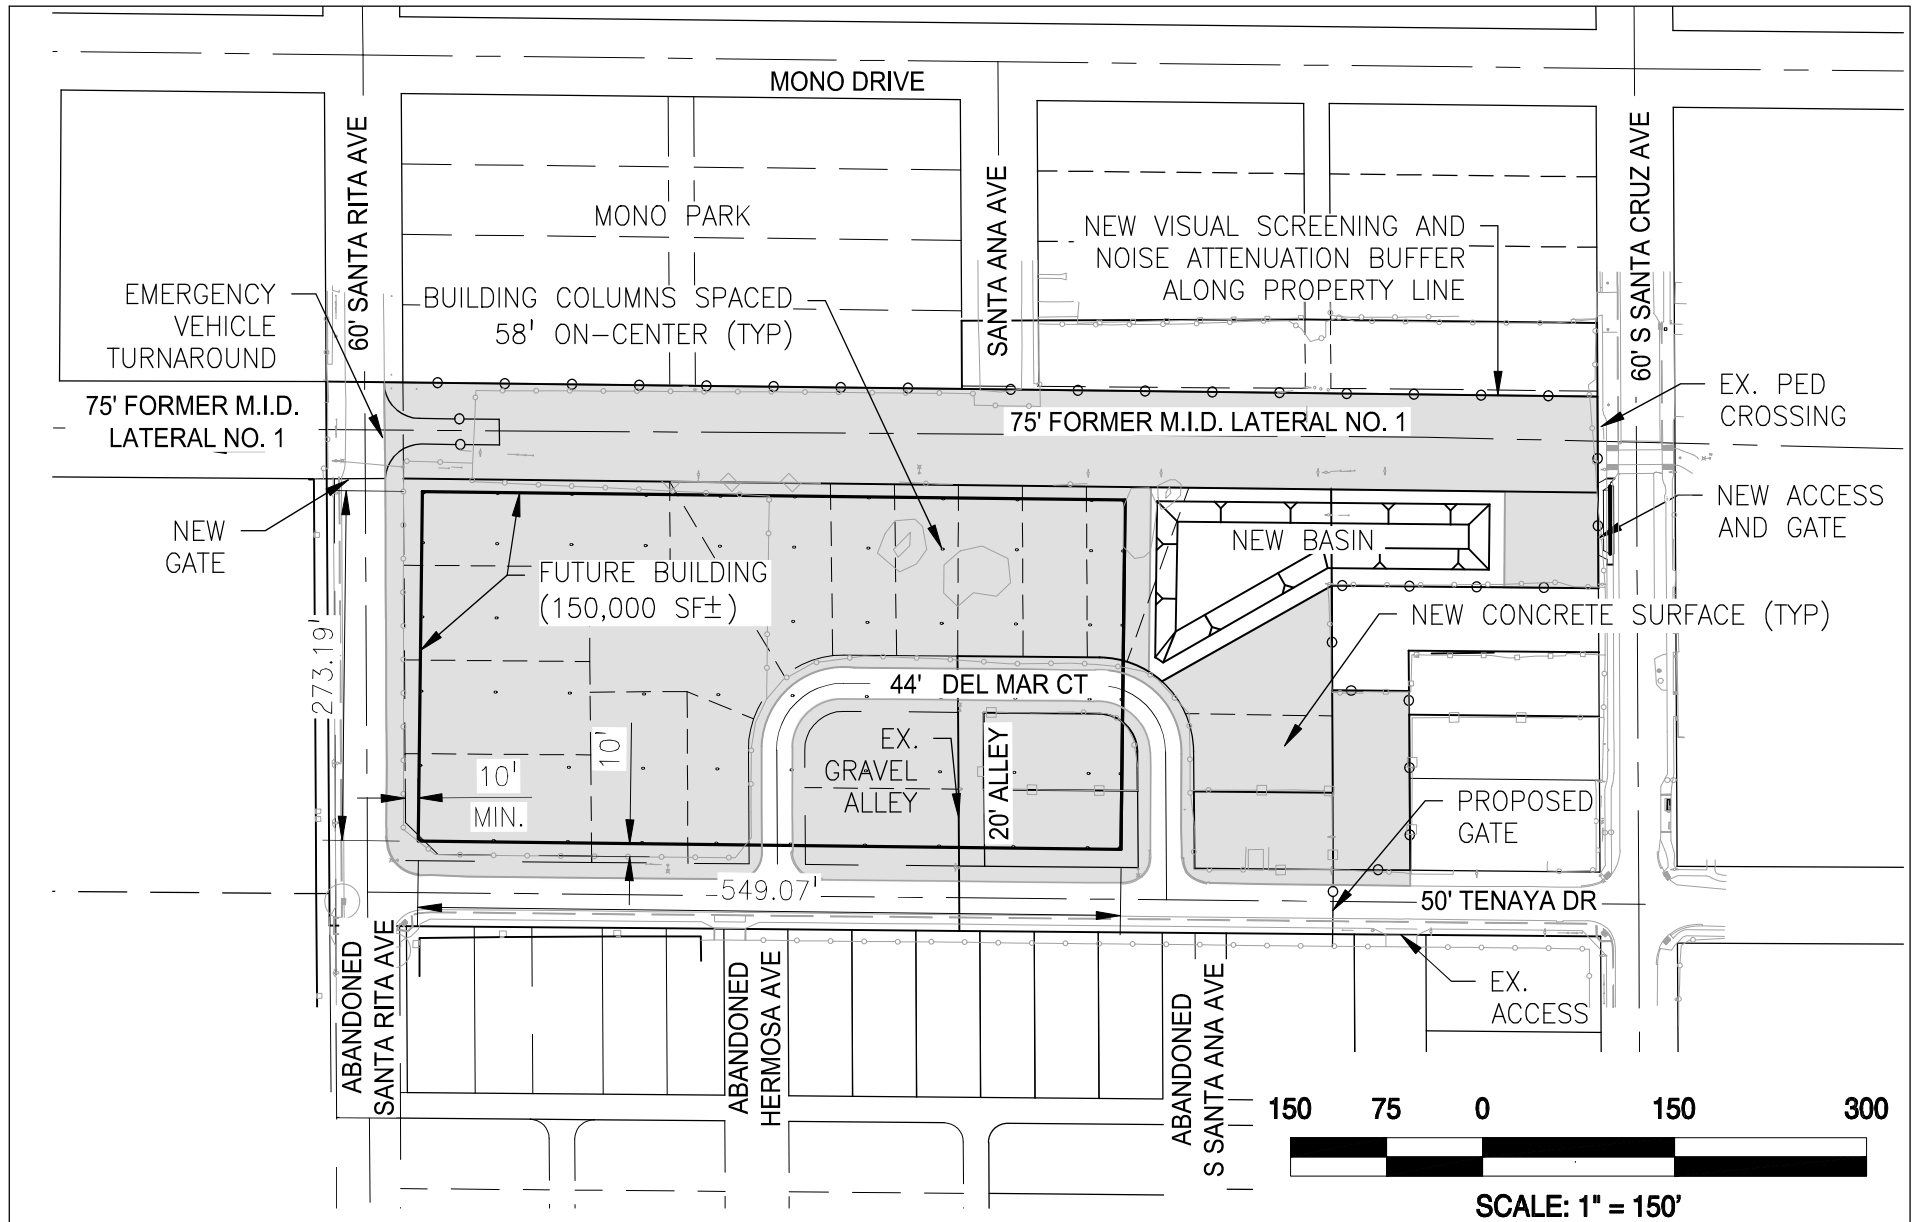 MONO DRIVE
60' SANTA RITA AVE
SANTA ANA AVE
60' S SANTA CRUZ AVE
MONO PARK
NEW VISUAL SCREENING AND
NOISE ATTENUATION BUFFER
ALONG PROPERTY LINE
EMERGENCY
VEHICLE
TURNAROUND
BUILDING COLUMNS SPACED
58' ON-CENTER (TYP)
EX. PED
CROSSING
75' FORMER M.I.D.
LATERAL NO. 1
75' FORMER M.I.D. LATERAL NO. 1
NEW
GATE
NEW ACCESS
AND GATE
NEW BASIN
FUTURE BUILDING
(150,000 SF±)
NEW CONCRETE SURFACE (TYP)
273.19'
44' DEL MAR CT
10'
MIN.
10'
EX.
GRAVEL
ALLEY
20' ALLEY
PROPOSED
GATE
549.07'
50' TENAYA DR
ABANDONED
SANTA RITA AVE
ABANDONED
HERMOSA AVE
ABANDONED
S SANTA ANA AVE
EX.
ACCESS
150 75 0 150 300
SCALE: 1" = 150'